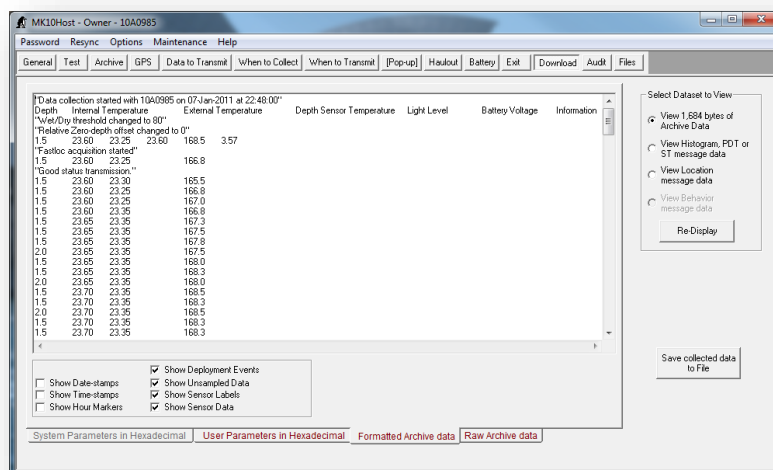 MK10Host - Owner - 10A0985
Password Resync Options Maintenance Help
General Test Archive GPS Data to Transmit When to Collect When to Transmit [Pop-up] Haulout Battery Exit Download Audit Files
"Data collection started with 10A0985 on 07-Jan-2011 at 22:48:00"
Depth Internal Temperature External Temperature Depth Sensor Temperature Light Level Battery Voltage Information
"Wet/Dry threshold changed to 80"
"Relative Zero-depth offset changed to 0"
1.5 23.60 23.25 23.60 168.5 3.57
"Fastloc acquisition started"
1.5 23.60 23.25 166.8
"Good status transmission."
1.5 23.60 23.30 165.5
1.5 23.60 23.25 166.8
1.5 23.60 23.25 167.0
1.5 23.60 23.35 166.8
1.5 23.65 23.35 167.3
1.5 23.65 23.35 167.5
1.5 23.65 23.35 167.8
2.0 23.65 23.35 167.5
1.5 23.65 23.35 168.0
1.5 23.65 23.35 168.3
2.0 23.65 23.35 168.0
1.5 23.70 23.35 168.5
1.5 23.70 23.35 168.3
2.0 23.70 23.35 168.5
1.5 23.70 23.35 168.3
1.5 23.70 23.35 168.3
Select Dataset to View
View 1,684 bytes of
Archive Data
View Histogram, PDT or
ST message data
View Location
message data
View Behavior
message data
Re-Display
Save collected data
to File
Show Deployment Events
Show Date-stamps Show Unsampled Data
Show Time-stamps Show Sensor Labels
Show Hour Markers Show Sensor Data
System Parameters in Hexadecimal User Parameters in Hexadecimal Formatted Archive data Raw Archive data